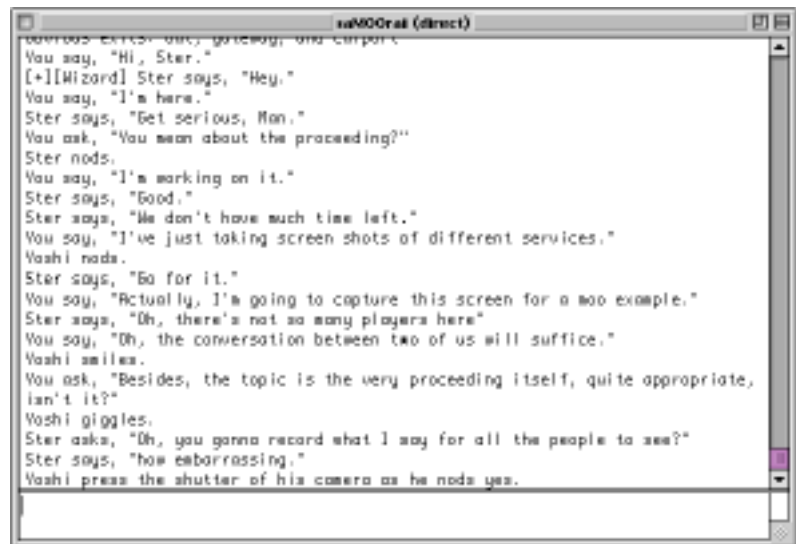 saMOOrai (direct)
obvious exits: out, gateway, and carport
You say, "Hi, Ster."
[+][Wizard] Ster says, "Hey."
You say, "I'm here."
Ster says, "Get serious, Man."
You ask, "You mean about the proceeding?"
Ster nods.
You say, "I'm working on it."
Ster says, "Good."
Ster says, "We don't have much time left."
You say, "I've just taking screen shots of different services."
Yoshi nods.
Ster says, "Go for it."
You say, "Actually, I'm going to capture this screen for a moo example."
Ster says, "Oh, there's not so many players here"
You say, "Oh, the conversation between two of us will suffice."
Yoshi smiles.
You ask, "Besides, the topic is the very proceeding itself, quite appropriate,
isn't it?"
Yoshi giggles.
Ster asks, "Oh, you gonna record what I say for all the people to see?"
Ster says, "how embarrassing."
Yoshi press the shutter of his camera as he nods yes.